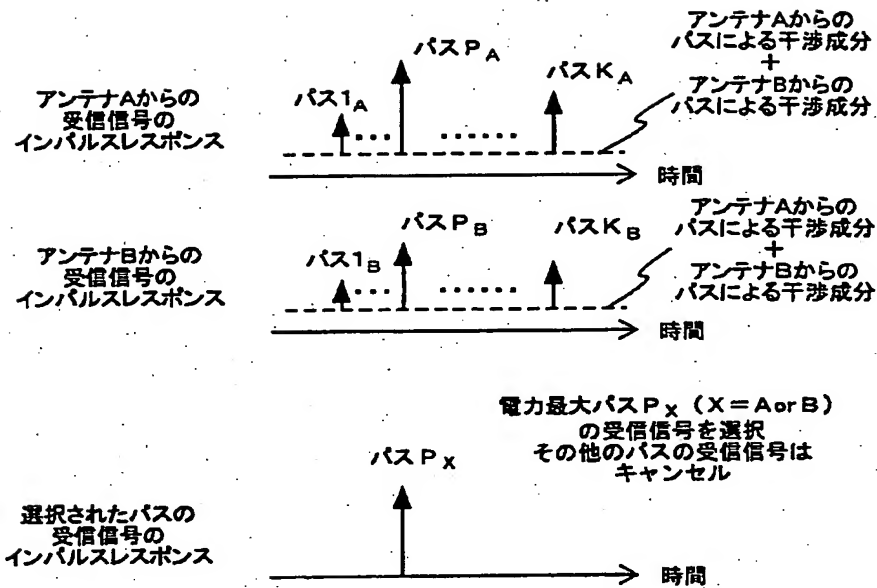 アンテナAからの
受信信号の
インパルスレスポンス
パス1A
パスPA
パスKA
アンテナAからの
パスによる干渉成分
+
アンテナBからの
パスによる干渉成分
時間
アンテナBからの
受信信号の
インパルスレスポンス
パス1B
パスPB
パスKB
アンテナAからの
パスによる干渉成分
+
アンテナBからの
パスによる干渉成分
時間
電力最大パスPX（X=AorB）
の受信信号を選択
その他のパスの受信信号は
キャンセル
選択されたパスの
受信信号の
インパルスレスポンス
パスPX
時間